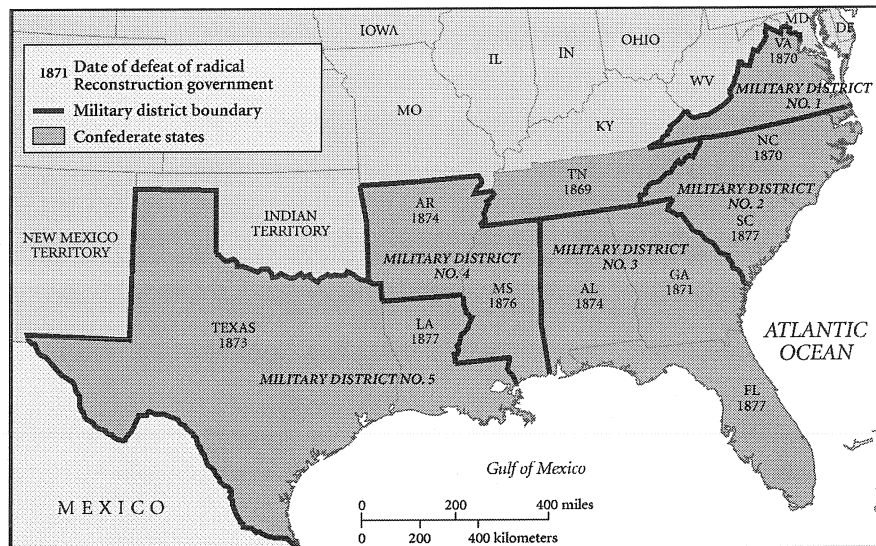 1871 Date of defeat of radical
Reconstruction government
Military district boundary
Confederate states
IOWA
IL
IN
OHIO
MD
DE
VA
1870
WV
MO
KY
MILITARY DISTRICT
NO. 1
NC
1870
TN
1869
MILITARY DISTRICT
NO. 2
SC
1877
AR
1874
INDIAN
TERRITORY
NEW MEXICO
TERRITORY
MILITARY DISTRICT
NO. 4
MILITARY DISTRICT
NO. 3
MS
1876
AL
1874
GA
1871
TEXAS
1873
LA
1877
ATLANTIC
OCEAN
MILITARY DISTRICT NO. 5
FL
1877
Gulf of Mexico
MEXICO
0 200 400 miles
0 200 400 kilometers